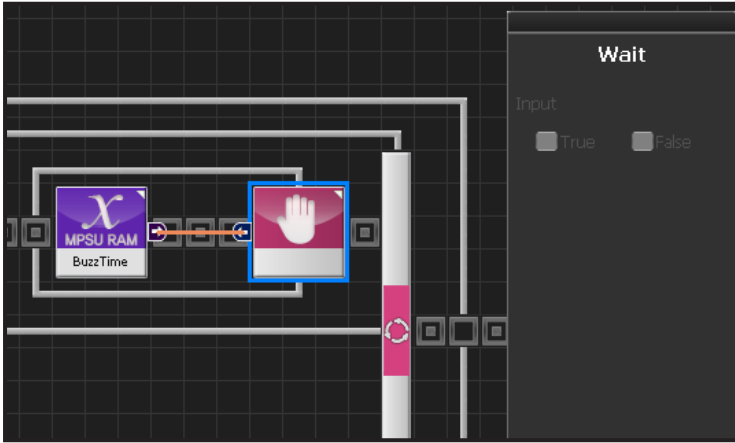 Wait
Input
True
False
X
MPSU RAM
BuzzTime